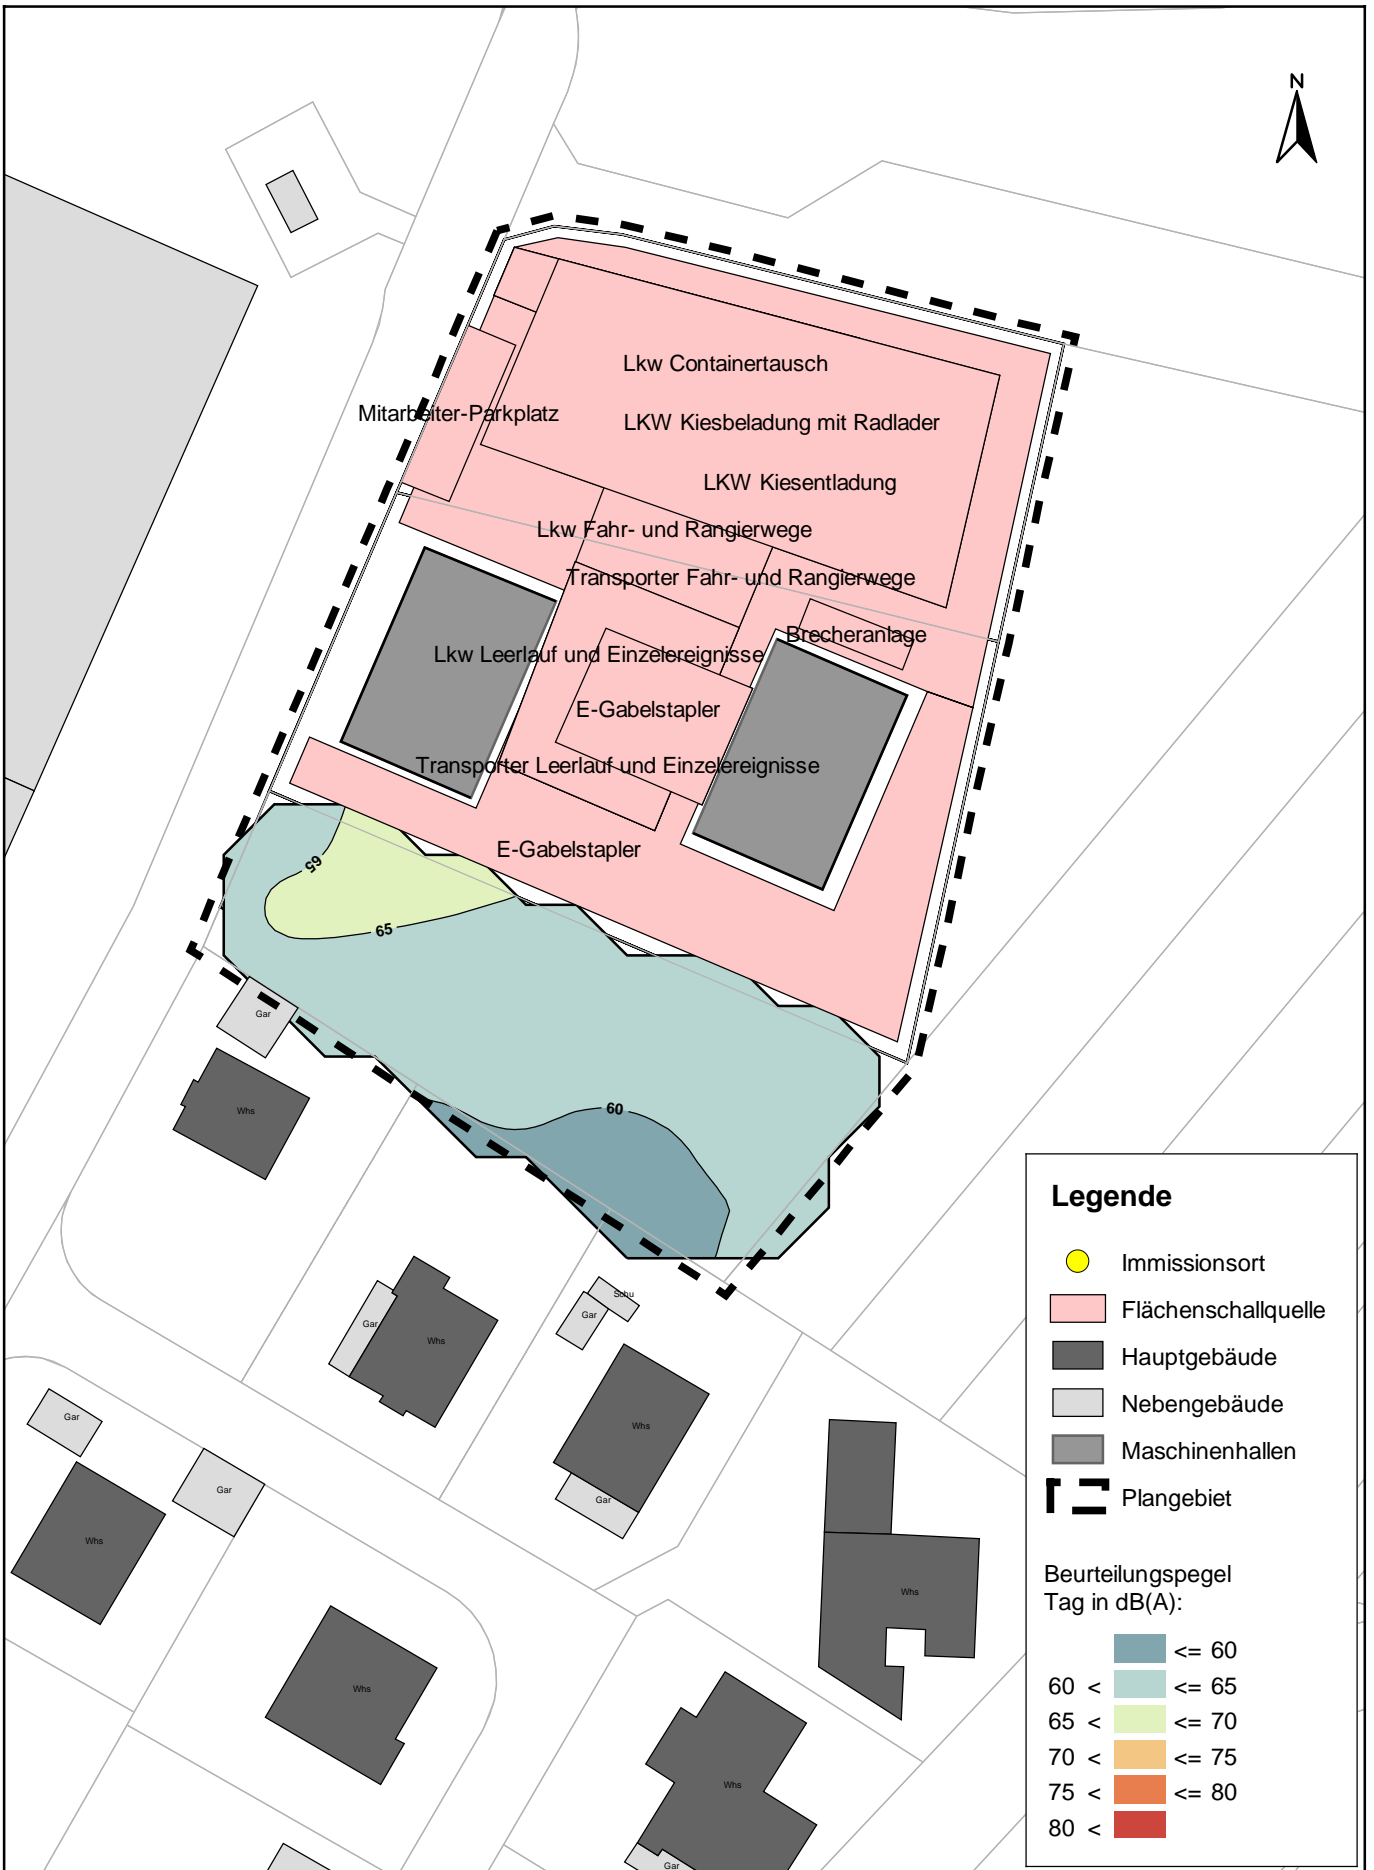 N
Lkw Containertausch
Mitarbeiter-Parkplatz
LKW Kiesbeladung mit Radlader
LKW Kiesentladung
Lkw Fahr- und Rangierwege
Transporter Fahr- und Rangierwege
Brecheranlage
Lkw Leerlauf und Einzelereignisse
E-Gabelstapler
Transporter Leerlauf und Einzelereignisse
E-Gabelstapler
65
65
Gar
60
Whs
Schu
Gar
Gar
Whs
Gar
Whs
Gar
Gar
Whs
Whs
Whs
Whs
Gar
Legende
Immissionsort
Flächenschallquelle
Hauptgebäude
Nebengebäude
Maschinenhallen
Plangebiet
Beurteilungspegel
Tag in dB(A):
<= 60
60 < <= 65
65 < <= 70
70 < <= 75
75 < <= 80
80 <